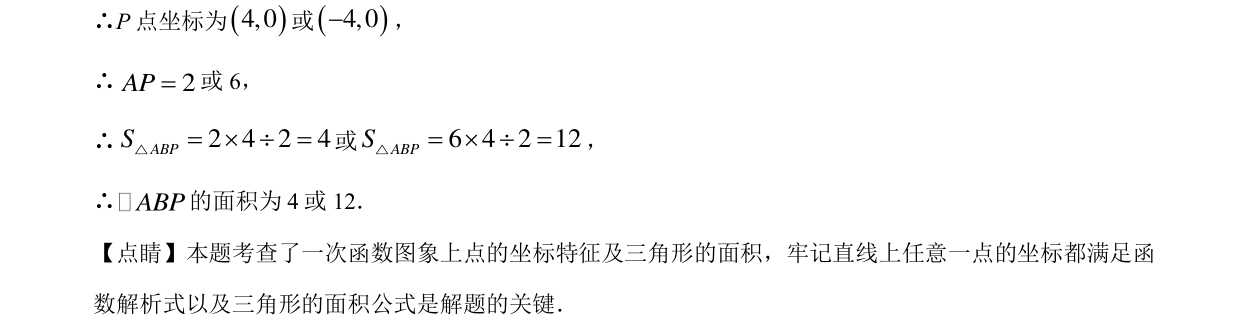 ∴P 点坐标为(4,0)或(−4,0)，
∴ AP = 2 或 6，
∴ S△ABP = 2×4÷2 = 4 或 S△ABP = 6×4÷2 = 12，
∴□ABP 的面积为 4 或 12．
【点睛】本题考查了一次函数图象上点的坐标特征及三角形的面积，牢记直线上任意一点的坐标都满足函
数解析式以及三角形的面积公式是解题的关键．